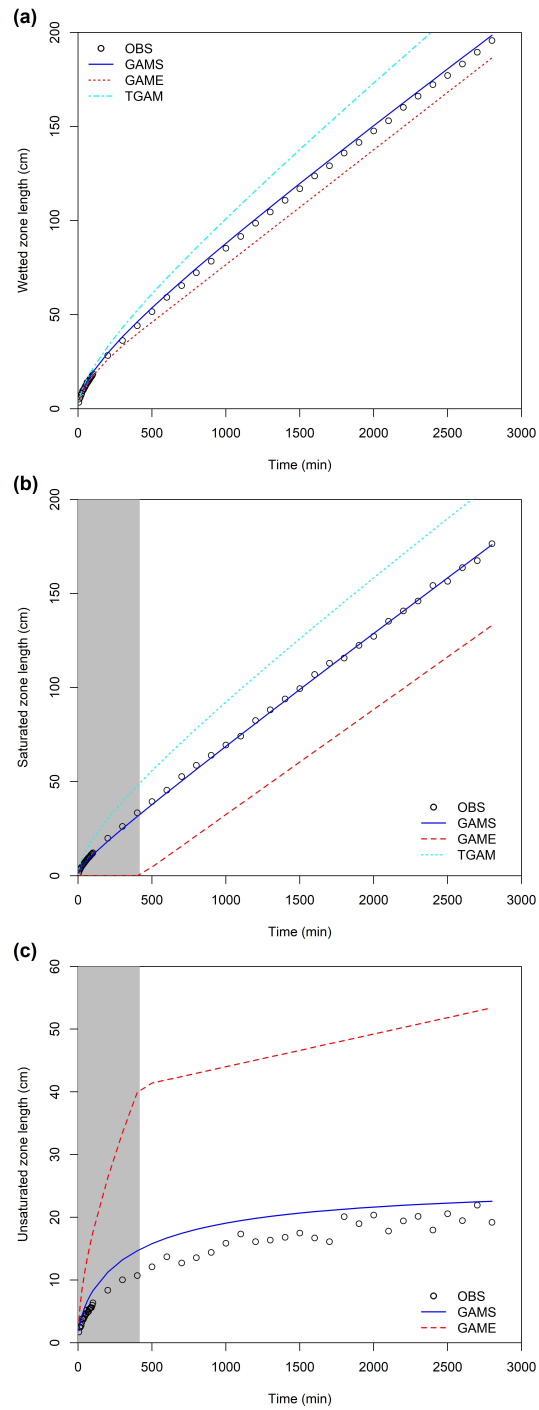 (a)
200
150
100
50
0
Wetted zone length (cm)
OBS
GAMS
GAME
TGAM
0 500 1000 1500 2000 2500 3000
Time (min)
(b)
200
150
100
50
0
Saturated zone length (cm)
OBS
GAMS
GAME
TGAM
0 500 1000 1500 2000 2500 3000
Time (min)
(c)
60
50
40
30
20
10
0
Unsaturated zone length (cm)
OBS
GAMS
GAME
0 500 1000 1500 2000 2500 3000
Time (min)